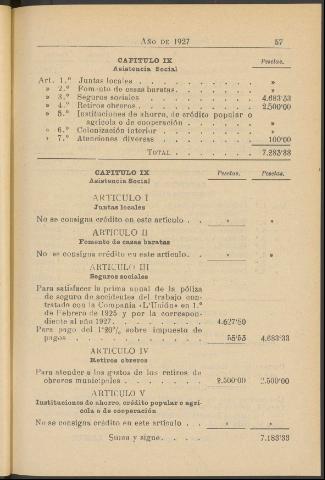 AÑO DE 1927 57
CAPITULO IX Pesetas.
Asistencia Social
Art. 1.º Juntas locales . . . . . . . . . . »
» 2.º Fomento de casas baratas. . . . . . . »
» 3.º Seguros sociales . . . . . . . . . 4.683'33
» 4.º Retiros obreros. . . . . . . . . . 2.500'00
» 5.º Instituciones de ahorro, de crédito popular o
agrícola o de cooperación . . . . . . »
» 6.º Colonización interior . . . . . . . . »
» 7.º Atenciones diversas . . . . . . . . 100'00
TOTAL . . . . . . . 7.283'33
CAPITULO IX Pesetas. Pesetas.
Asistencia Social
ARTICULO I
Juntas locales
No se consigna crédito en este artículo . . » »
ARTICULO II
Fomento de casas baratas
No se consigna crédito en este artículo. . . » »
ARTICULO III
Seguros sociales
Para satisfacer la prima anual de la póliza
de seguro de accidentes del trabajo con-
tratado con la Compañía «L'Unión» en 1.º
de Febrero de 1925 y por la correspon-
diente al año 1927. . . . . . . . 4.627'80
Para pago del 1'20% sobre impuesto de
pagos . . . . . . . . . . . 55'53 4.683'33
ARTICULO IV
Retiros obreros
Para atender a los gastos de los retiros de
obreros municipales . . . . . . . . 2.500'00 2.500'00
ARTICULO V
Instituciones de ahorro, crédito popular o agrí-
cola o de cooperación
No se consigna crédito en este artículo . . » »
Suma y sigue. . . . . 7.183'33